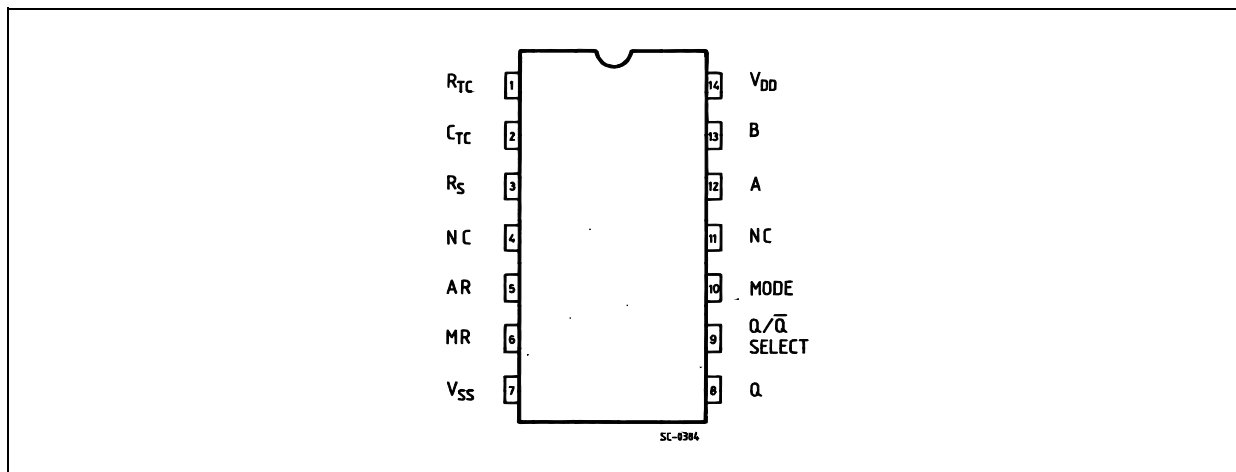 R_TC 1 14 V_DD
C_TC 2 13 B
R_S 3 12 A
NC 4 11 NC
AR 5 10 MODE
MR 6 9 Q/Q̅
SELECT
V_SS 7 8 Q
SC-0384